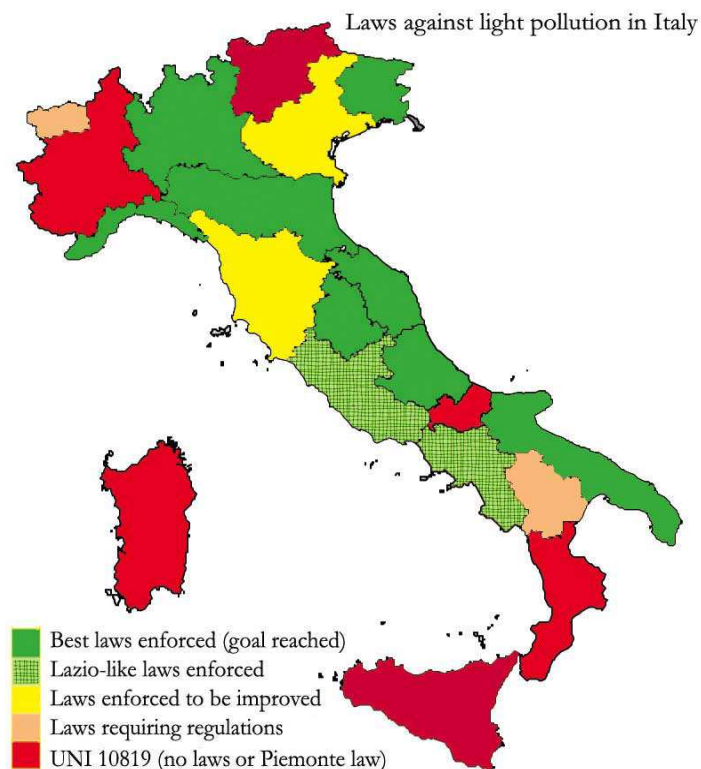 Laws against light pollution in Italy
Best laws enforced (goal reached)
Lazio-like laws enforced
Laws enforced to be improved
Laws requiring regulations
UNI 10819 (no laws or Piemonte law)